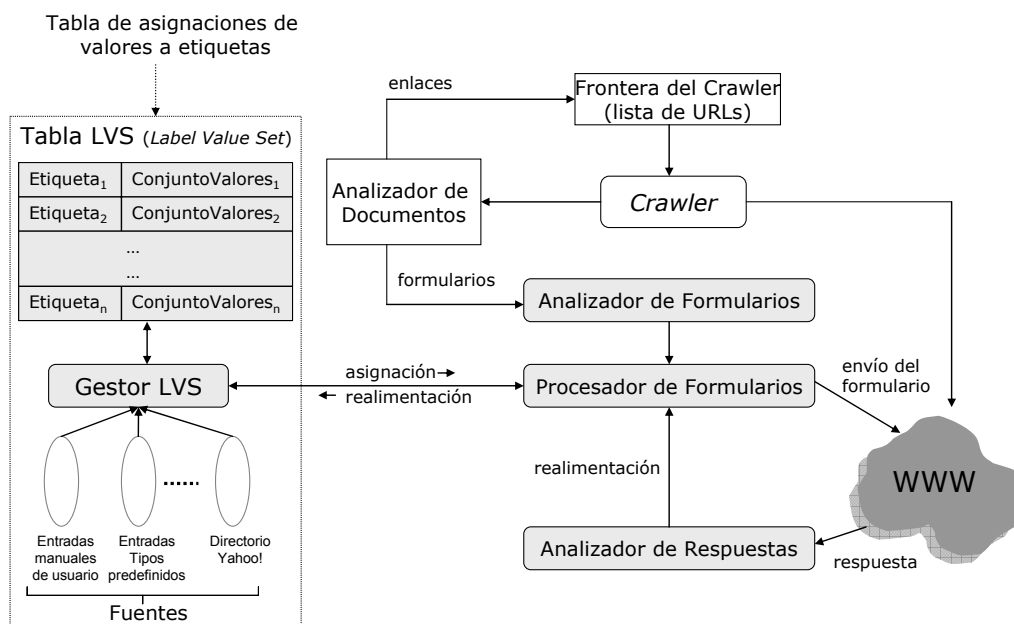 Tabla de asignaciones de
valores a etiquetas
Tabla LVS (Label Value Set)
Etiqueta₁ ConjuntoValores₁
Etiqueta₂ ConjuntoValores₂
...
...
Etiquetaₙ ConjuntoValoresₙ
Gestor LVS
Entradas
manuales
de usuario
Entradas
Tipos
predefinidos
......
Directorio
Yahoo!
Fuentes
enlaces
Frontera del Crawler
(lista de URLs)
Analizador de
Documentos
Crawler
formularios
Analizador de Formularios
asignación→
←realimentación
Procesador de Formularios
envío del
formulario
realimentación
WWW
Analizador de Respuestas
respuesta